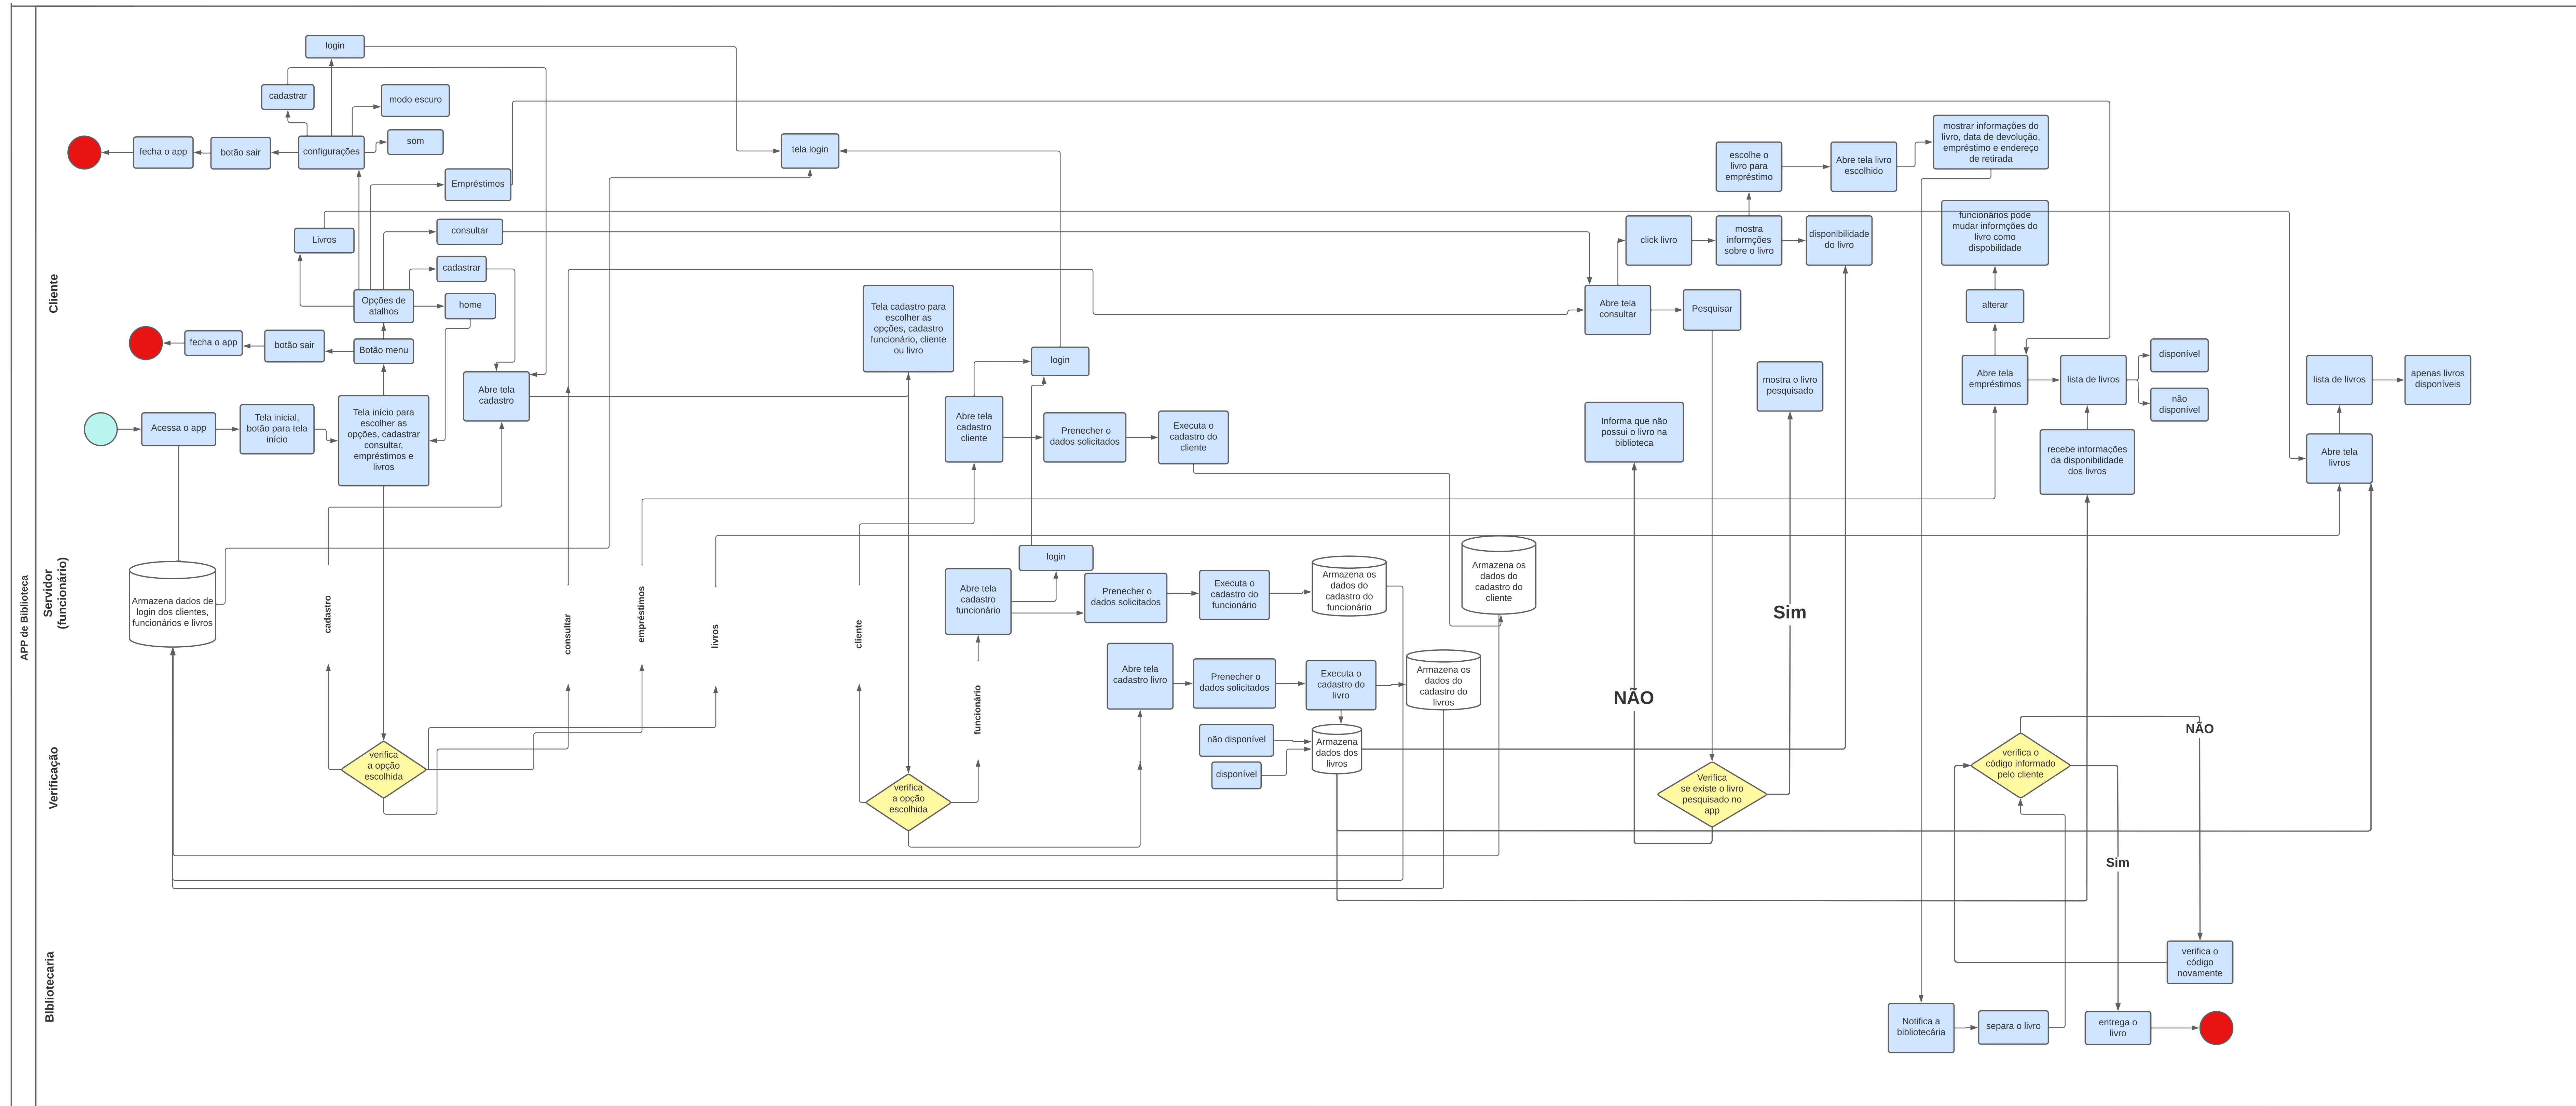 APP de Biblioteca
Cliente
Servidor
(funcionário)
Verificação
BIbliotecaria
login
cadastrar
modo escuro
som
configurações
botão sair
fecha o app
Empréstimos
consultar
Livros
cadastrar
Opções de
atalhos
home
Botão menu
botão sair
fecha o app
Acessa o app
Tela inicial,
botão para tela
início
Tela início para
escolher as
opções, cadastrar
consultar,
empréstimos e
livros
Abre tela
cadastro
Armazena dados de
login dos clientes,
funcionários e livros
cadastro
consultar
empréstimos
livros
verifica
a opção
escolhida
tela login
Tela cadastro para
escolher as
opções, cadastro
funcionário, cliente
ou livro
login
Abre tela
cadastro
cliente
Prenecher o
dados solicitados
Executa o
cadastro do
cliente
cliente
funcionário
login
Abre tela
cadastro
funcionário
Prenecher o
dados solicitados
Executa o
cadastro do
funcionário
Armazena os
dados do
cadastro do
funcionário
Armazena os
dados do
cadastro do
cliente
Abre tela
cadastro livro
Prenecher o
dados solicitados
Executa o
cadastro do
livro
Armazena os
dados do
cadastro do
livros
não disponível
disponível
Armazena
dados dos
livros
verifica
a opção
escolhida
escolhe o
livro para
empréstimo
Abre tela livro
escolhido
mostrar informações do
livro, data de devolução,
empréstimo e endereço
de retirada
click livro
mostra
informções
sobre o livro
disponibilidade
do livro
Abre tela
consultar
Pesquisar
mostra o livro
pesquisado
Informa que não
possui o livro na
biblioteca
Sim
NÃO
Verifica
se existe o livro
pesquisado no
app
funcionários pode
mudar informções do
livro como
dispobilidade
alterar
Abre tela
empréstimos
lista de livros
disponível
não
disponível
recebe informações
da disponibilidade
dos livros
lista de livros
apenas livros
disponíveis
Abre tela
livros
verifica o
código informado
pelo cliente
NÃO
Sim
verifica o
código
novamente
Notifica a
bibliotecária
separa o livro
entrega o
livro